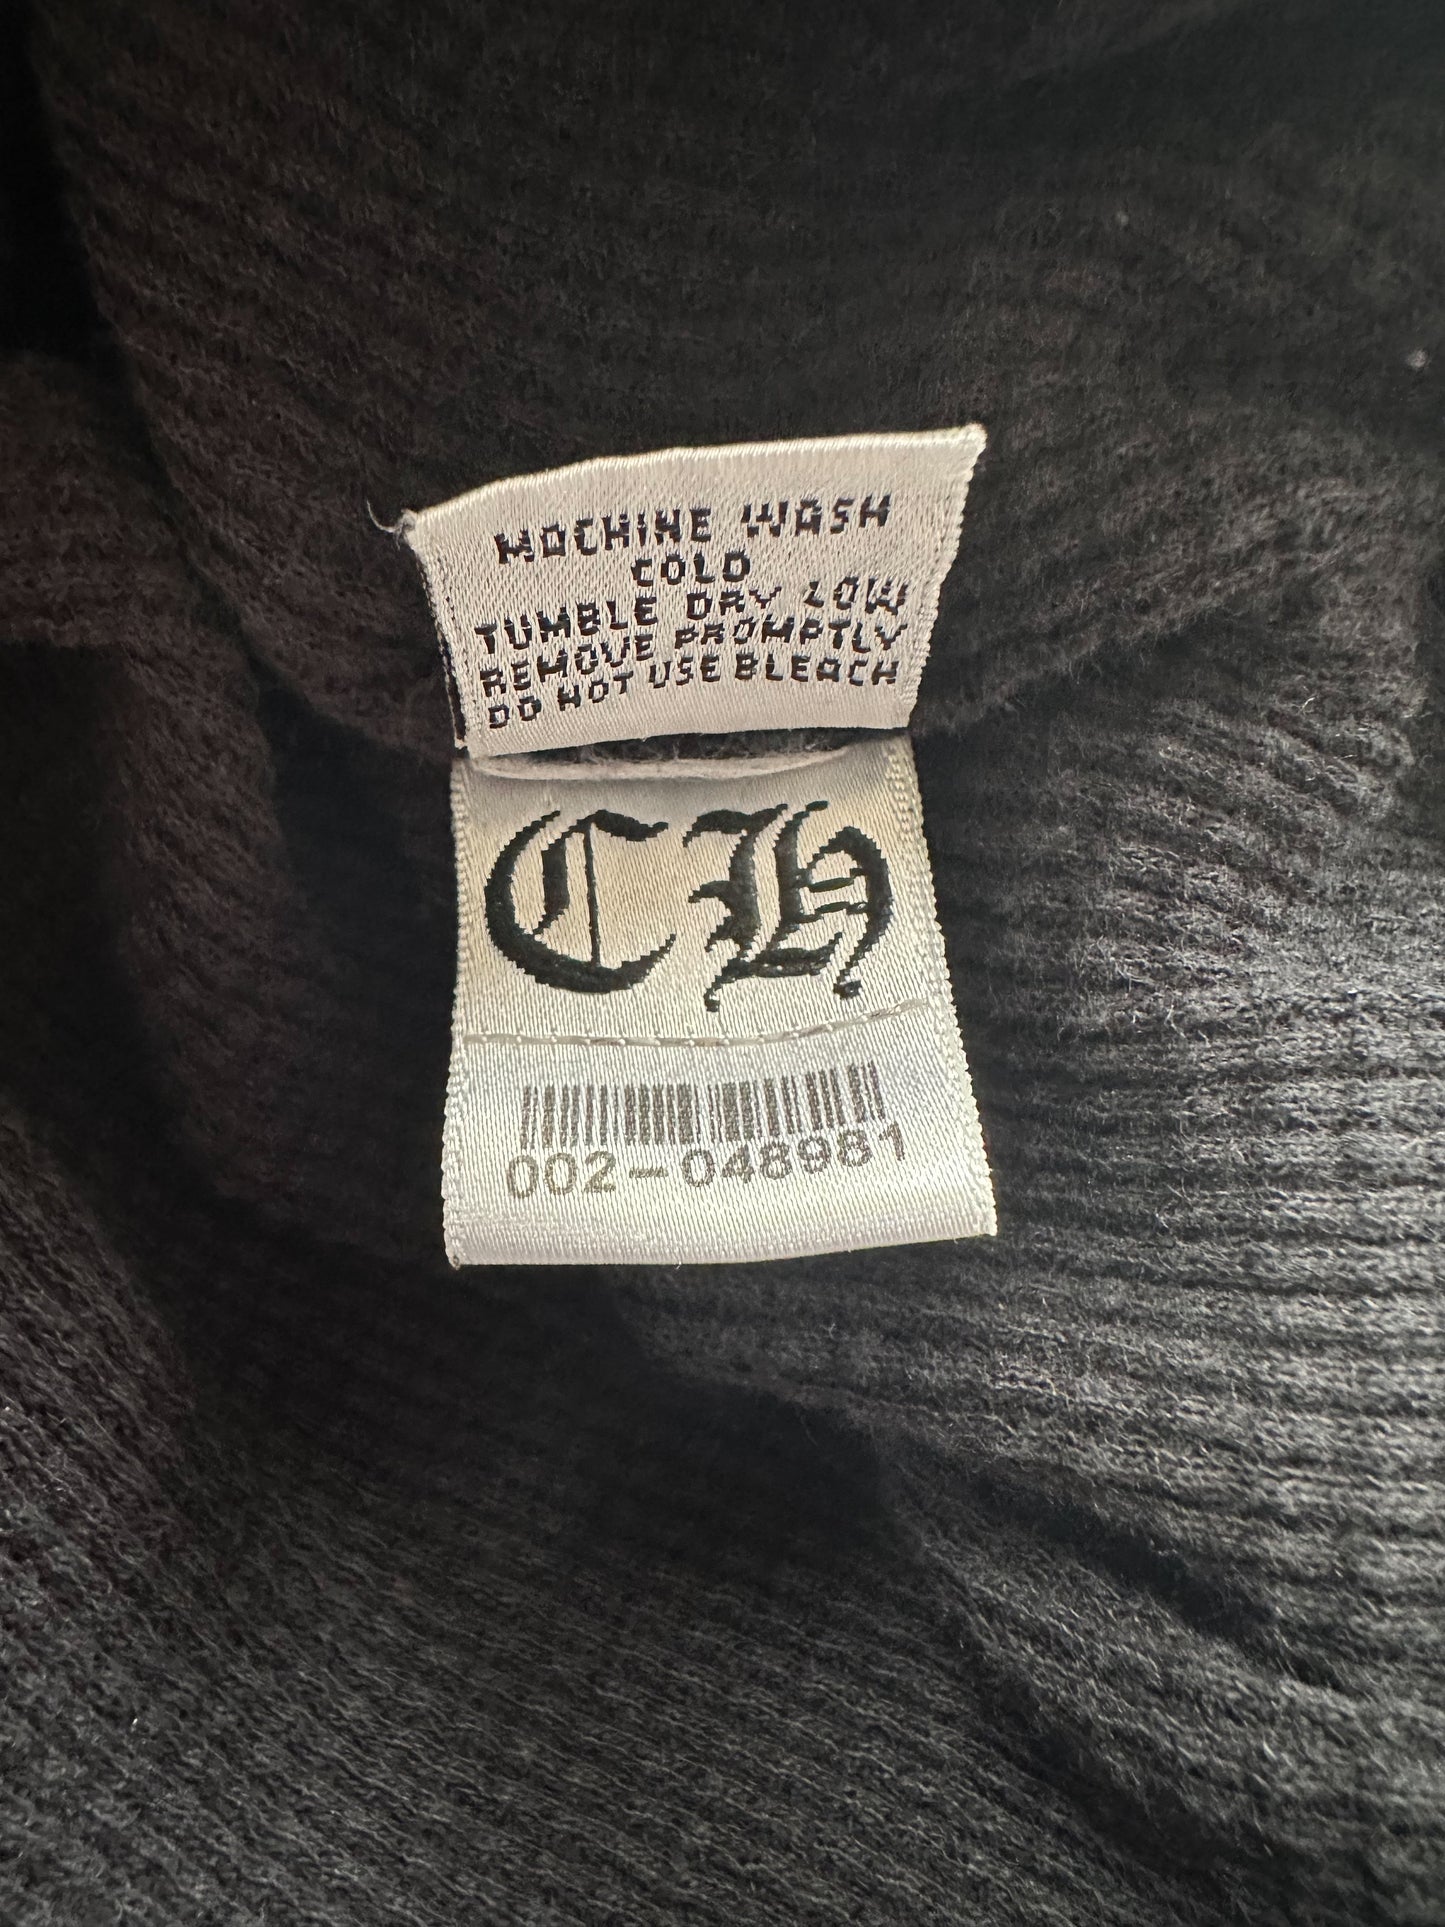 MACHINE WASH
COLD
TUMBLE DRY LOW
REMOVE PROMPTLY
DO NOT USE BLEACH
CH
002-048981